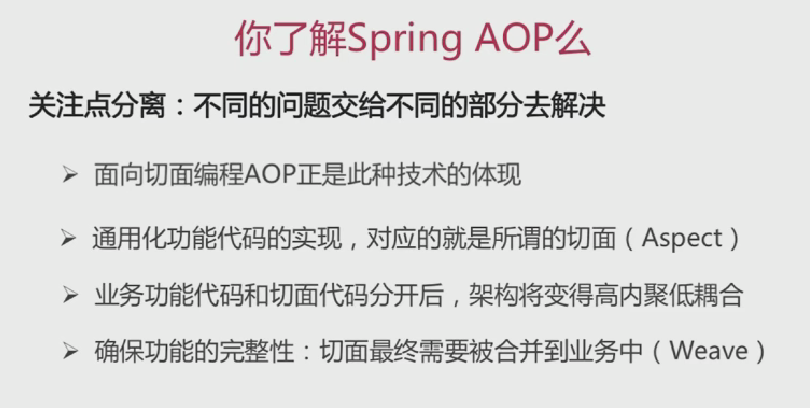 你了解Spring AOP么
关注点分离：不同的问题交给不同的部分去解决
➢ 面向切面编程AOP正是此种技术的体现
➢ 通用化功能代码的实现，对应的就是所谓的切面（Aspect）
➢ 业务功能代码和切面代码分开后，架构将变得高内聚低耦合
➢ 确保功能的完整性：切面最终需要被合并到业务中（Weave）